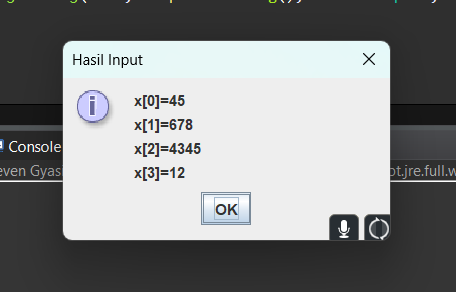 Hasil Input
x[0]=45
x[1]=678
x[2]=4345
x[3]=12
OK
Console